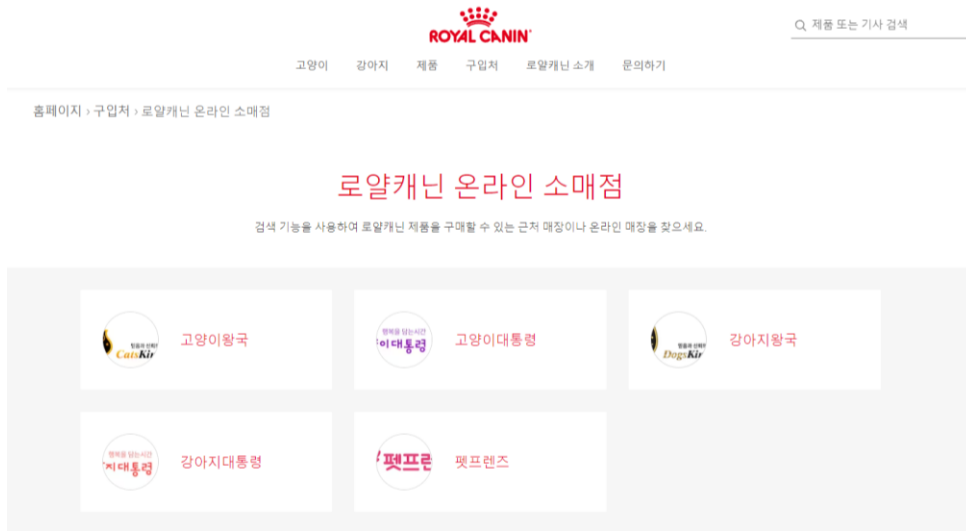 ROYAL CANIN
제품 또는 기사 검색
고양이 강아지 제품 구입처 로얄캐닌 소개 문의하기
홈페이지 › 구입처 › 로얄캐닌 온라인 소매점
로얄캐닌 온라인 소매점
검색 기능을 사용하여 로얄캐닌 제품을 구매할 수 있는 근처 매장이나 온라인 매장을 찾으세요.
CatsKin
고양이왕국
행복을 담는시간
이대통령
고양이대통령
DogsKin
강아지왕국
행복을 담는시간
지대통령
강아지대통령
펫프렌
펫프렌즈